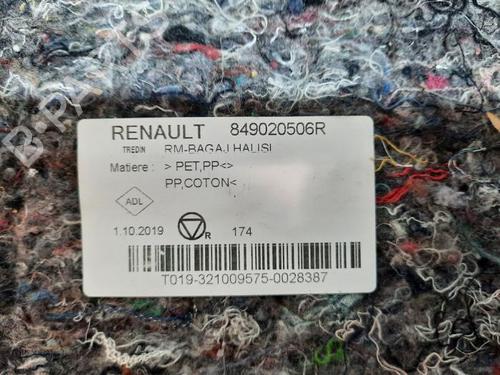 RENAULT 849020506R
TREDIN RM-BAGAJ HALISI
Matiere : > PET,PP<>
PP,COTON<
ADL
1.10.2019 R 174
T019-321009575-0028387